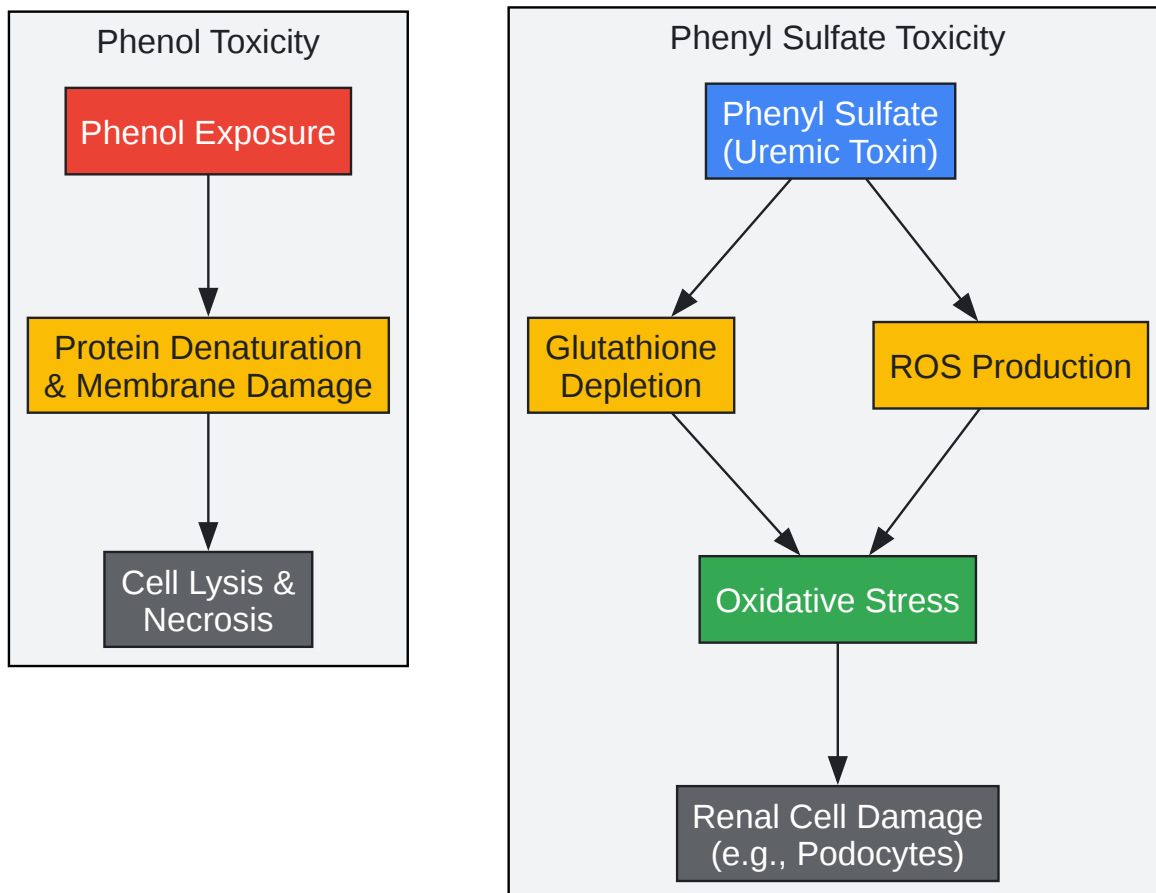 Phenol Toxicity
Phenol Exposure
Protein Denaturation
& Membrane Damage
Cell Lysis &
Necrosis
Phenyl Sulfate Toxicity
Phenyl Sulfate
(Uremic Toxin)
Glutathione
Depletion
ROS Production
Oxidative Stress
Renal Cell Damage
(e.g., Podocytes)